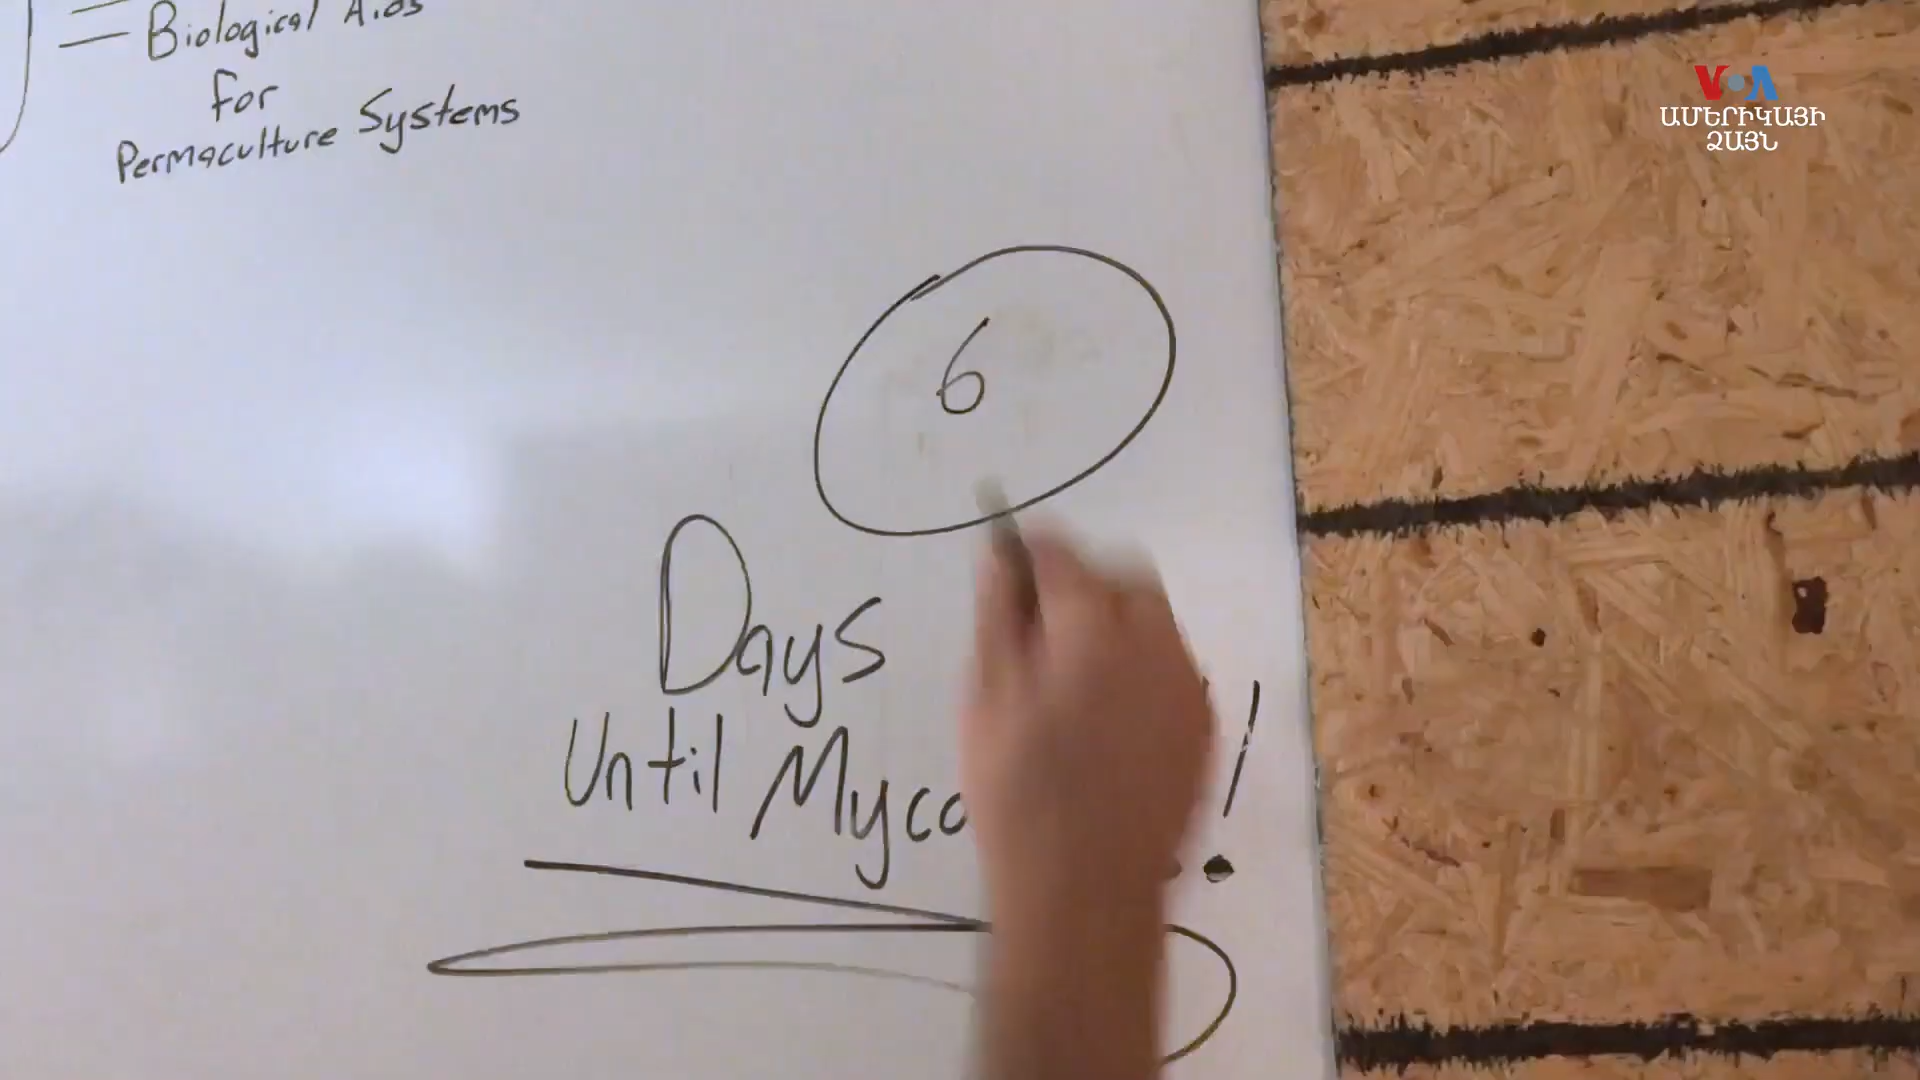 = Biological Aids
for
Permaculture Systems
6
Days
Until Myco !
VOA
ԱՄԵՐԻԿԱՅԻ
ՁԱՅՆ